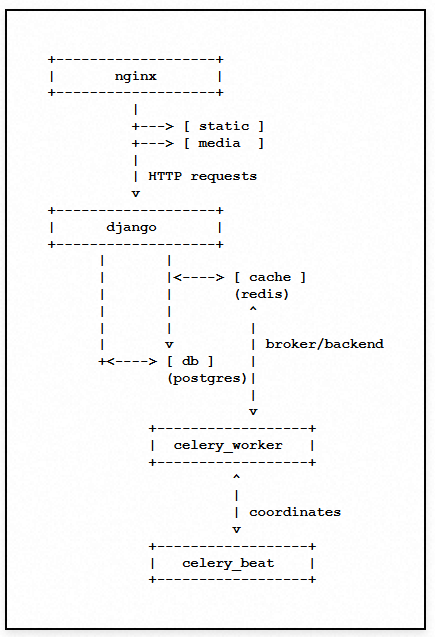 +--------------------+
|       nginx        |
+--------------------+
          |
          +---> [ static ]
          +---> [ media  ]
          |
          | HTTP requests
          v
+--------------------+
|      django        |
+--------------------+
      |       |
      |       |<----> [ cache ]
      |       |       (redis)
      |       |         ^
      |       |         |
      |       v         | broker/backend
      +<----> [ db ]    |
              (postgres)|
                        |
                        v
            +------------------+
            |  celery_worker   |
            +------------------+
                      ^
                      |
                      | coordinates
                      v
            +------------------+
            |   celery_beat    |
            +------------------+